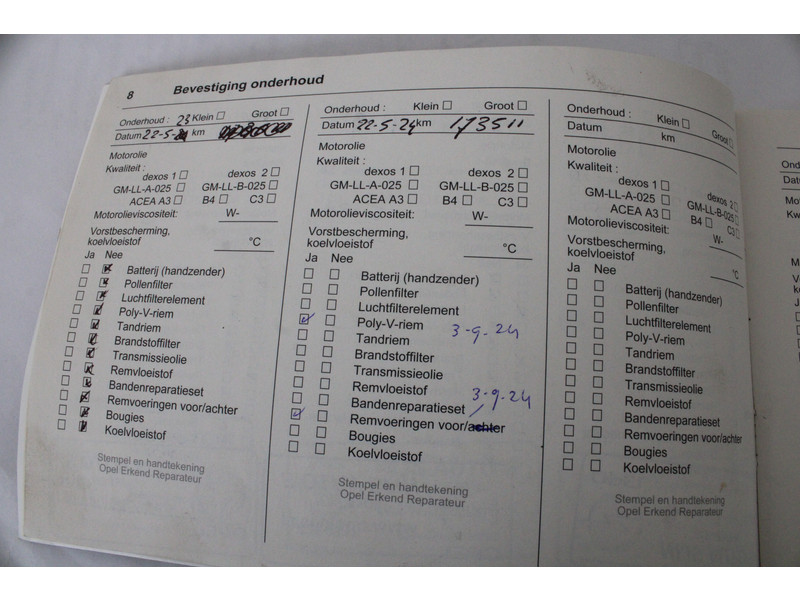 8 Bevestiging onderhoud
Onderhoud : 23 Klein Groot
Datum 22-5- km
Motorolie
Kwaliteit :
dexos 1 dexos 2
GM-LL-A-025 GM-LL-B-025
ACEA A3 B4 C3
Motorolieviscositeit: W-
Vorstbescherming,
koelvloeistof °C
Ja Nee
Batterij (handzender)
Pollenfilter
Luchtfilterelement
Poly-V-riem
Tandriem
Brandstoffilter
Transmissieolie
Remvloeistof
Bandenreparatieset
Remvoeringen voor/achter
Bougies
Koelvloeistof
Stempel en handtekening
Opel Erkend Reparateur
Onderhoud : Klein Groot
Datum 22-5-24 km 173511
Motorolie
Kwaliteit :
dexos 1 dexos 2
GM-LL-A-025 GM-LL-B-025
ACEA A3 B4 C3
Motorolieviscositeit: W-
Vorstbescherming,
koelvloeistof °C
Ja Nee
Batterij (handzender)
Pollenfilter
Luchtfilterelement
Poly-V-riem 3-9-24
Tandriem
Brandstoffilter
Transmissieolie
Remvloeistof 3-9-24
Bandenreparatieset
Remvoeringen voor/achter
Bougies
Koelvloeistof
Stempel en handtekening
Opel Erkend Reparateur
Onderhoud : Klein Groot
Datum km
Motorolie
Kwaliteit :
dexos 1 dexos 2
GM-LL-A-025 GM-LL-B-025
ACEA A3 B4 C3
Motorolieviscositeit: W-
Vorstbescherming,
koelvloeistof °C
Ja Nee
Batterij (handzender)
Pollenfilter
Luchtfilterelement
Poly-V-riem
Tandriem
Brandstoffilter
Transmissieolie
Remvloeistof
Bandenreparatieset
Remvoeringen voor/achter
Bougies
Koelvloeistof
Stempel en handtekening
Opel Erkend Reparateur